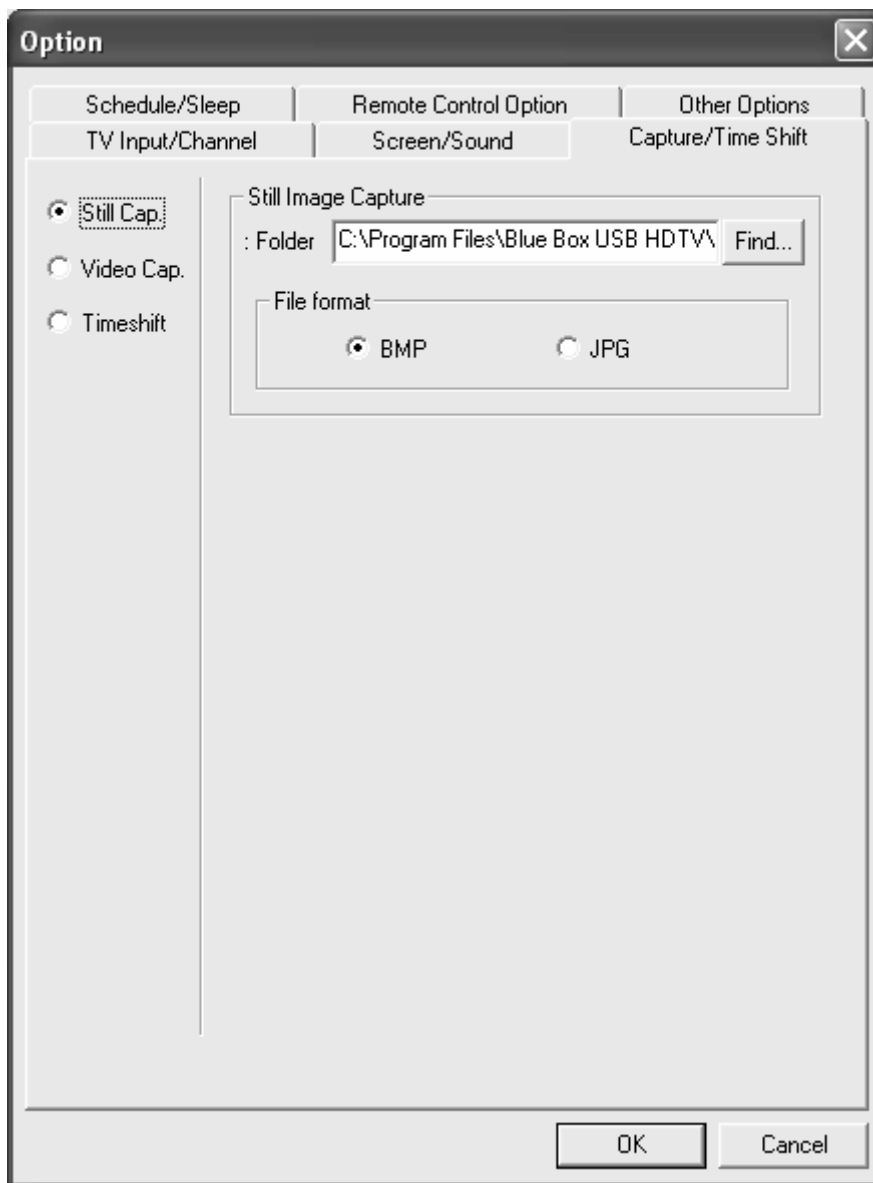 Option
Schedule/Sleep Remote Control Option Other Options
TV Input/Channel Screen/Sound Capture/Time Shift
Still Cap. Still Image Capture
: Folder C:\Program Files\Blue Box USB HDTV\ Find...
Video Cap.
File format
Timeshift
BMP JPG
OK Cancel